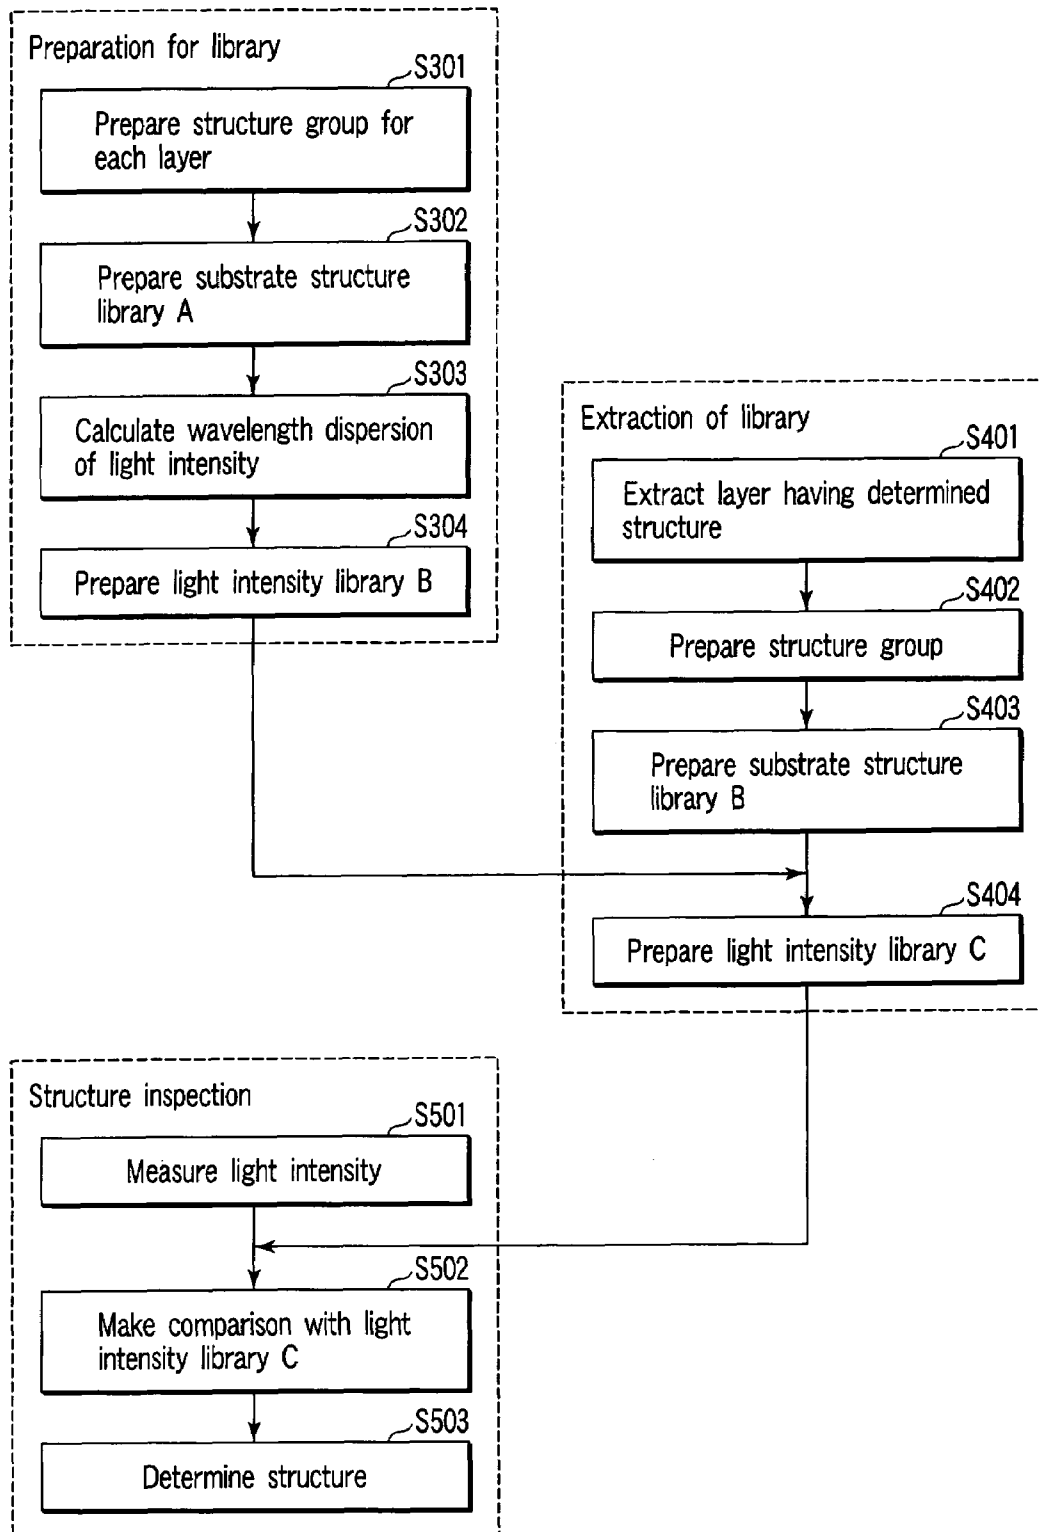 Preparation for library
S301
Prepare structure group for
each layer
S302
Prepare substrate structure
library A
S303
Calculate wavelength dispersion
of light intensity
S304
Prepare light intensity library B
Extraction of library
S401
Extract layer having determined
structure
S402
Prepare structure group
S403
Prepare substrate structure
library B
S404
Prepare light intensity library C
Structure inspection
S501
Measure light intensity
S502
Make comparison with light
intensity library C
S503
Determine structure